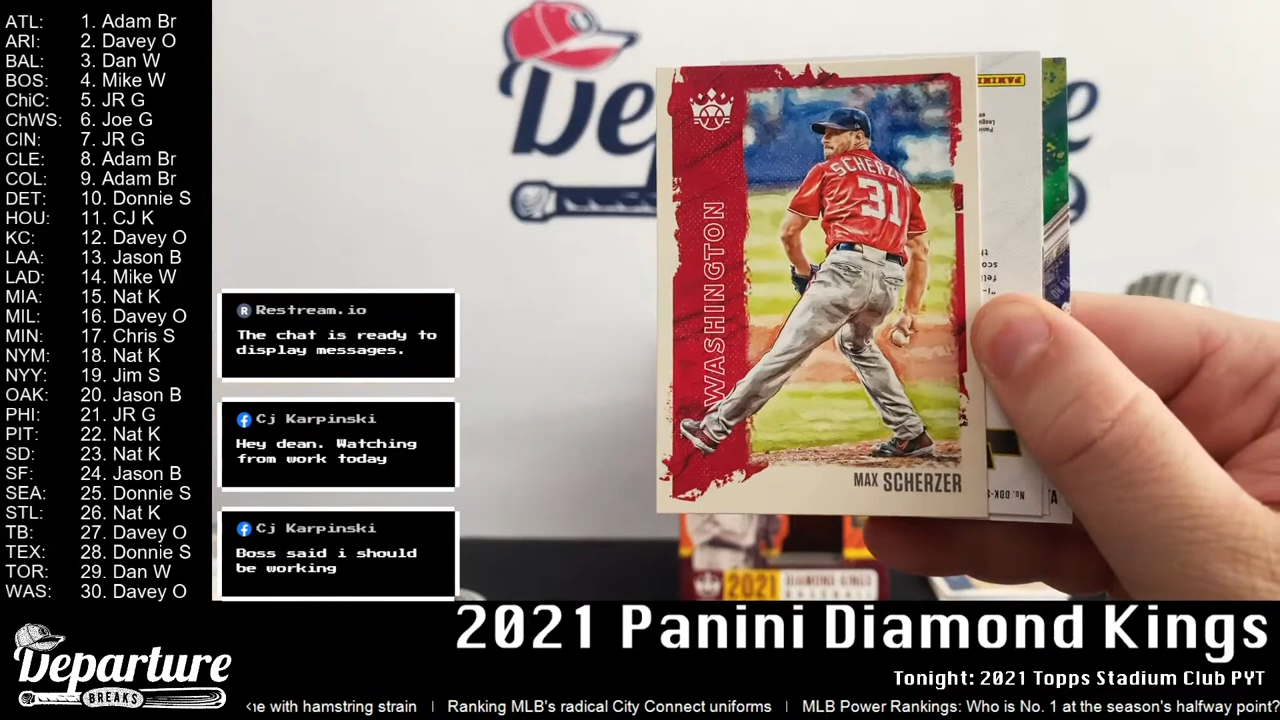 ATL: 1. Adam Br
ARI: 2. Davey O
BAL: 3. Dan W
BOS: 4. Mike W
ChiC: 5. JR G
ChWS: 6. Joe G
CIN: 7. JR G
CLE: 8. Adam Br
COL: 9. Adam Br
DET: 10. Donnie S
HOU: 11. CJ K
KC: 12. Davey O
LAA: 13. Jason B
LAD: 14. Mike W
MIA: 15. Nat K
MIL: 16. Davey O
MIN: 17. Chris S
NYM: 18. Nat K
NYY: 19. Jim S
OAK: 20. Jason B
PHI: 21. JR G
PIT: 22. Nat K
SD: 23. Nat K
SF: 24. Jason B
SEA: 25. Donnie S
STL: 26. Nat K
TB: 27. Davey O
TEX: 28. Donnie S
TOR: 29. Dan W
WAS: 30. Davey O
Restream.io
The chat is ready to
display messages.
Cj Karpinski
Hey dean. Watching
from work today
Cj Karpinski
Boss said i should
be working
De
WASHINGTON
SCHERZER
31
MAX SCHERZER
PANINI
No. DDK-
2021 DIAMOND KINGS
BASEBALL
2021 Panini Diamond Kings
Tonight: 2021 Topps Stadium Club PYT
Departure
BREAKS
ne with hamstring strain | Ranking MLB's radical City Connect uniforms | MLB Power Rankings: Who is No. 1 at the season's halfway point?